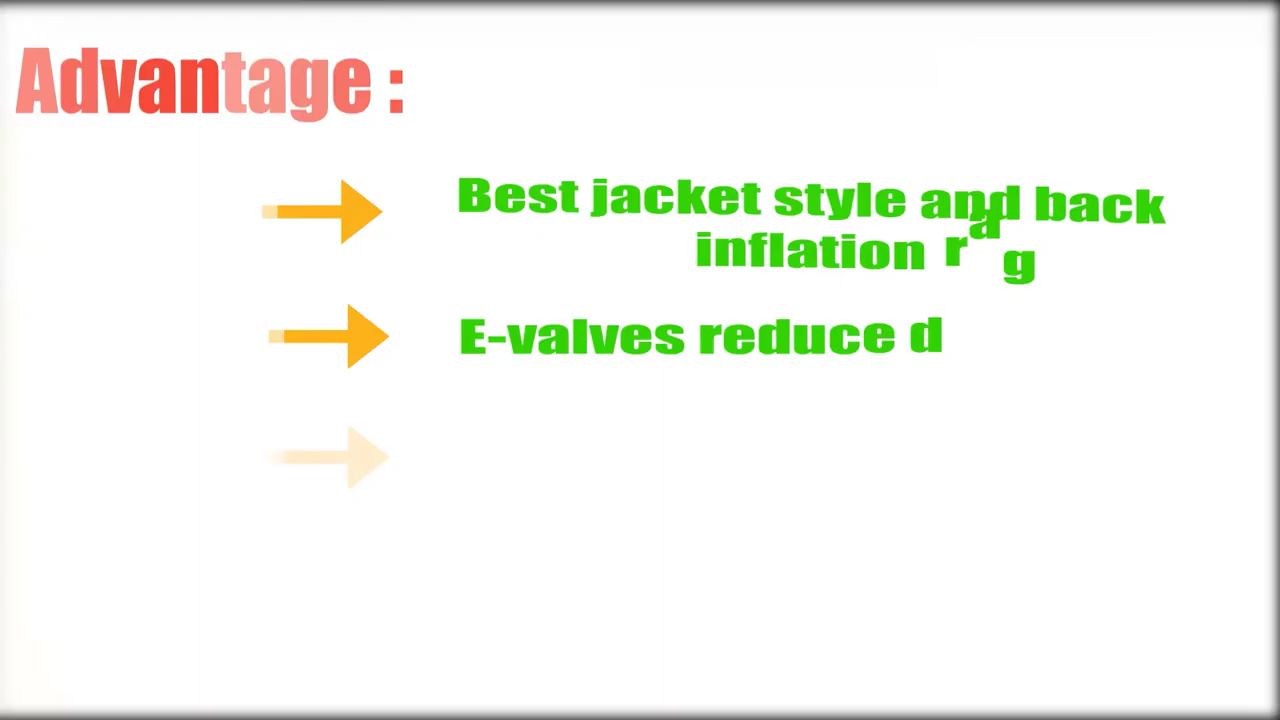 Advantage :
Best jacket style and back
inflation r a g
E-valves reduce d